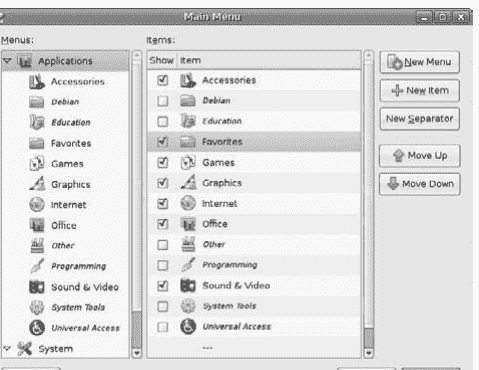 Main Menu
Menus:
Items:
Applications
Accessories
Debian
Education
Favorites
Games
Graphics
Internet
Office
Other
Programming
Sound & Video
System Tools
Universal Access
System
Show Item
Accessories
Debian
Education
Favorites
Games
Graphics
Internet
Office
Other
Programming
Sound & Video
System Tools
Universal Access
---
New Menu
New Item
New Separator
Move Up
Move Down